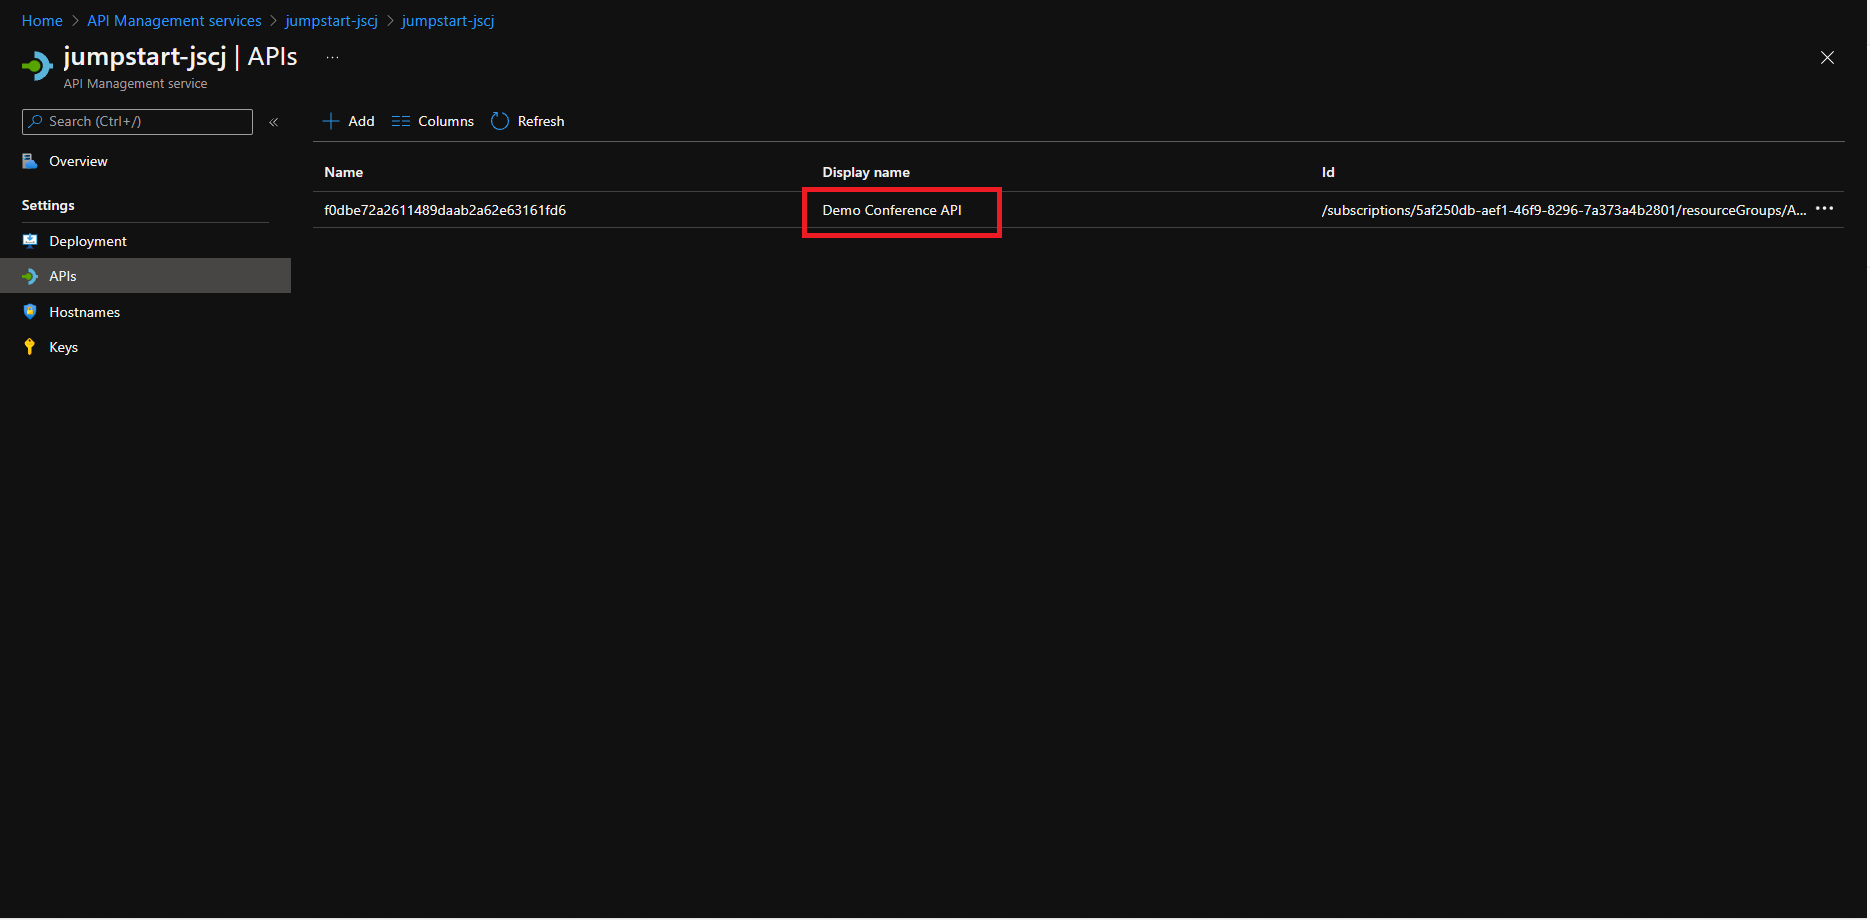 Home > API Management services > jumpstart-jscj > jumpstart-jscj
jumpstart-jscj | APIs ...
API Management service
Search (Ctrl+/) «
Overview
Settings
Deployment
APIs
Hostnames
Keys
Add Columns Refresh
Name Display name Id
f0dbe72a2611489daab2a62e63161fd6 Demo Conference API /subscriptions/5af250db-aef1-46f9-8296-7a373a4b2801/resourceGroups/A... ...